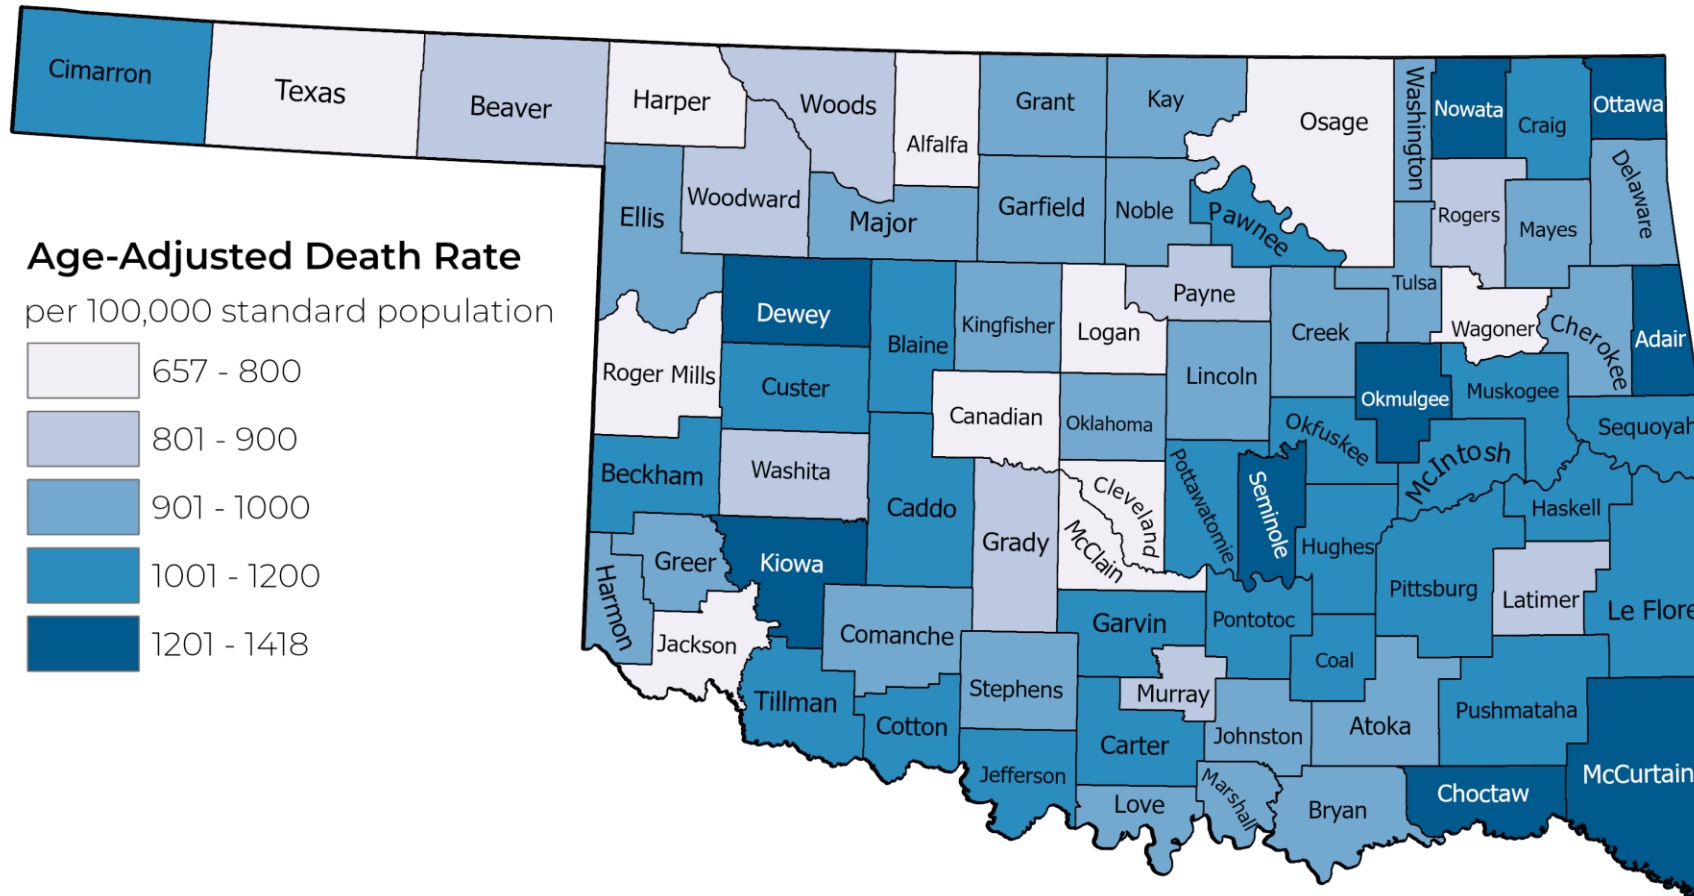 Cimarron
Texas
Beaver
Harper
Woods
Alfalfa
Grant
Kay
Osage
Washington
Nowata
Craig
Ottawa
Delaware
Ellis
Woodward
Major
Garfield
Noble
Pawnee
Rogers
Mayes
Age-Adjusted Death Rate
per 100,000 standard population
657 - 800
801 - 900
901 - 1000
1001 - 1200
1201 - 1418
Dewey
Blaine
Kingfisher
Logan
Payne
Creek
Tulsa
Wagoner
Cherokee
Adair
Roger Mills
Custer
Canadian
Oklahoma
Lincoln
Okmulgee
Muskogee
Sequoyah
Beckham
Washita
Caddo
Grady
Cleveland
McClain
Pottawatomie
Seminole
Okfuskee
McIntosh
Haskell
Hughes
Harmon
Greer
Kiowa
Jackson
Comanche
Garvin
Pontotoc
Pittsburg
Latimer
Le Flore
Coal
Tillman
Cotton
Stephens
Murray
Johnston
Atoka
Pushmataha
Jefferson
Carter
Love
Marshall
Bryan
Choctaw
McCurtain